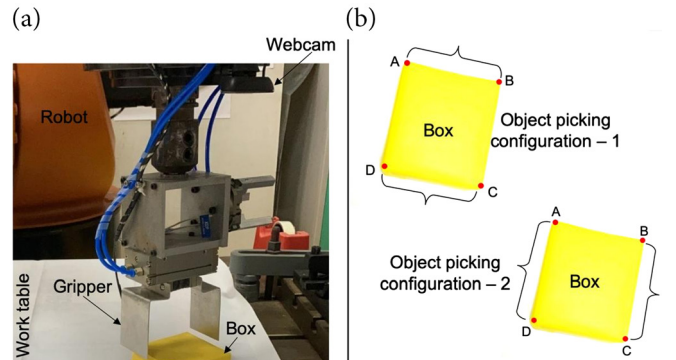 (a)
Webcam
Robot
Gripper
Box
Work table
(b)
A
B
Box
Object picking
configuration – 1
D
C
A
B
Object picking
configuration – 2
Box
D
C